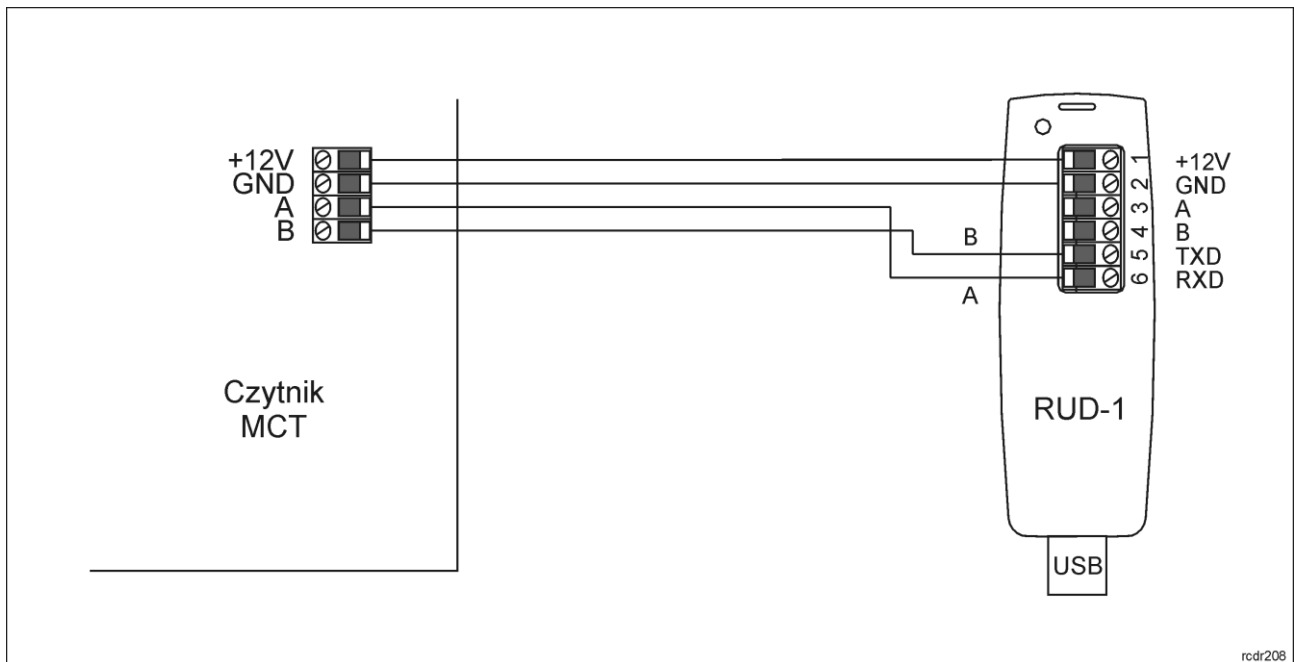 +12V
GND
A
B
Czytnik
MCT
B
A
1
2
3
4
5
6
+12V
GND
A
B
TXD
RXD
RUD-1
USB
rcdr208